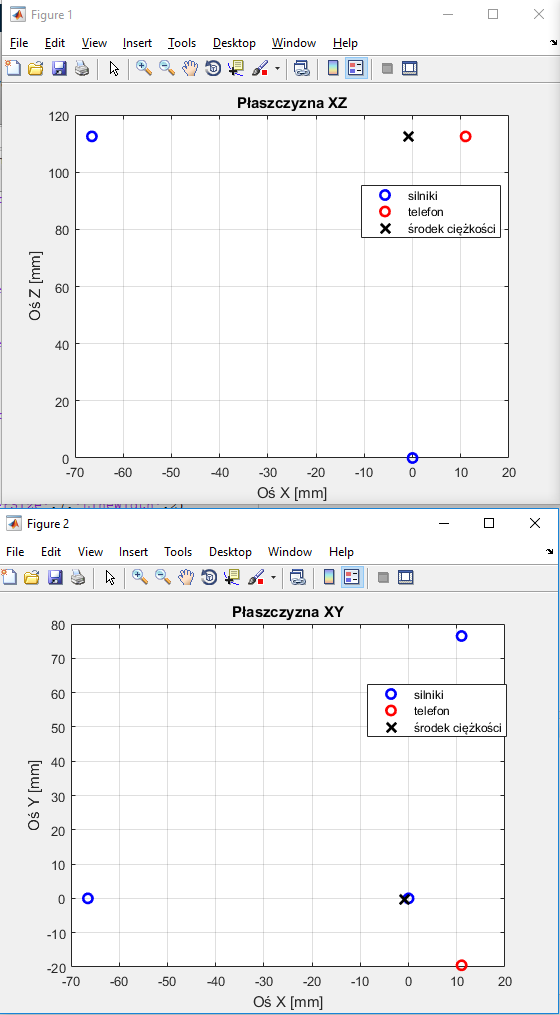 Figure 1
File Edit View Insert Tools Desktop Window Help
Płaszczyzna XZ
120
100
80
60
40
20
0
Oś Z [mm]
silniki
telefon
środek ciężkości
-70 -60 -50 -40 -30 -20 -10 0 10 20
Oś X [mm]
Figure 2
File Edit View Insert Tools Desktop Window Help
Płaszczyzna XY
80
70
60
50
40
30
20
10
0
-10
-20
Oś Y [mm]
silniki
telefon
środek ciężkości
-70 -60 -50 -40 -30 -20 -10 0 10 20
Oś X [mm]